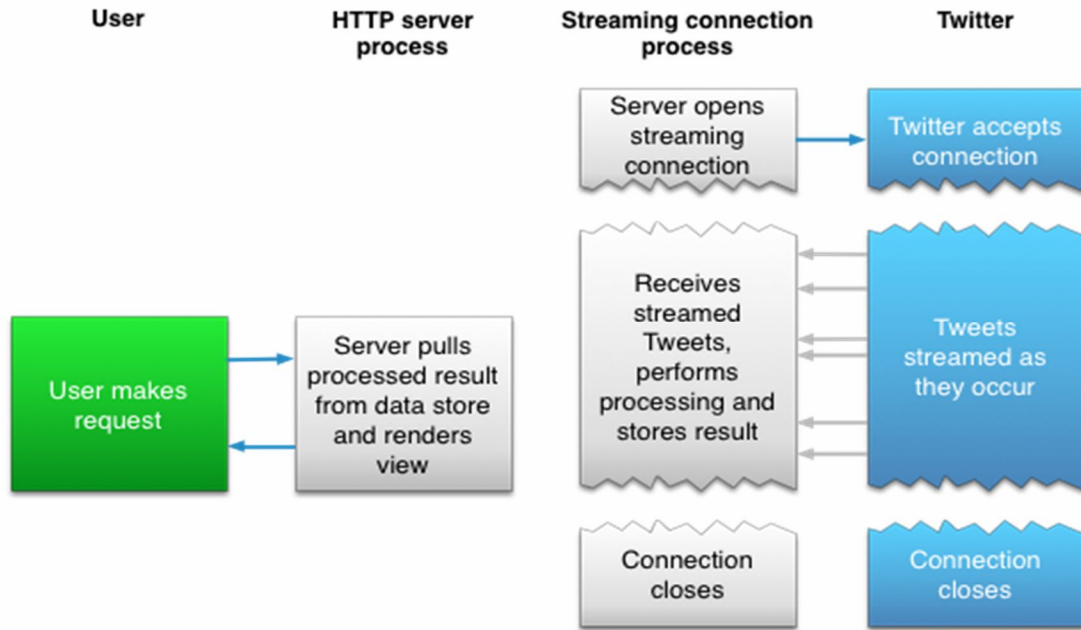 User
HTTP server
process
Streaming connection
process
Twitter
Server opens
streaming
connection
Twitter accepts
connection
User makes
request
Server pulls
processed result
from data store
and renders
view
Receives
streamed
Tweets,
performs
processing and
stores result
Tweets
streamed as
they occur
Connection
closes
Connection
closes